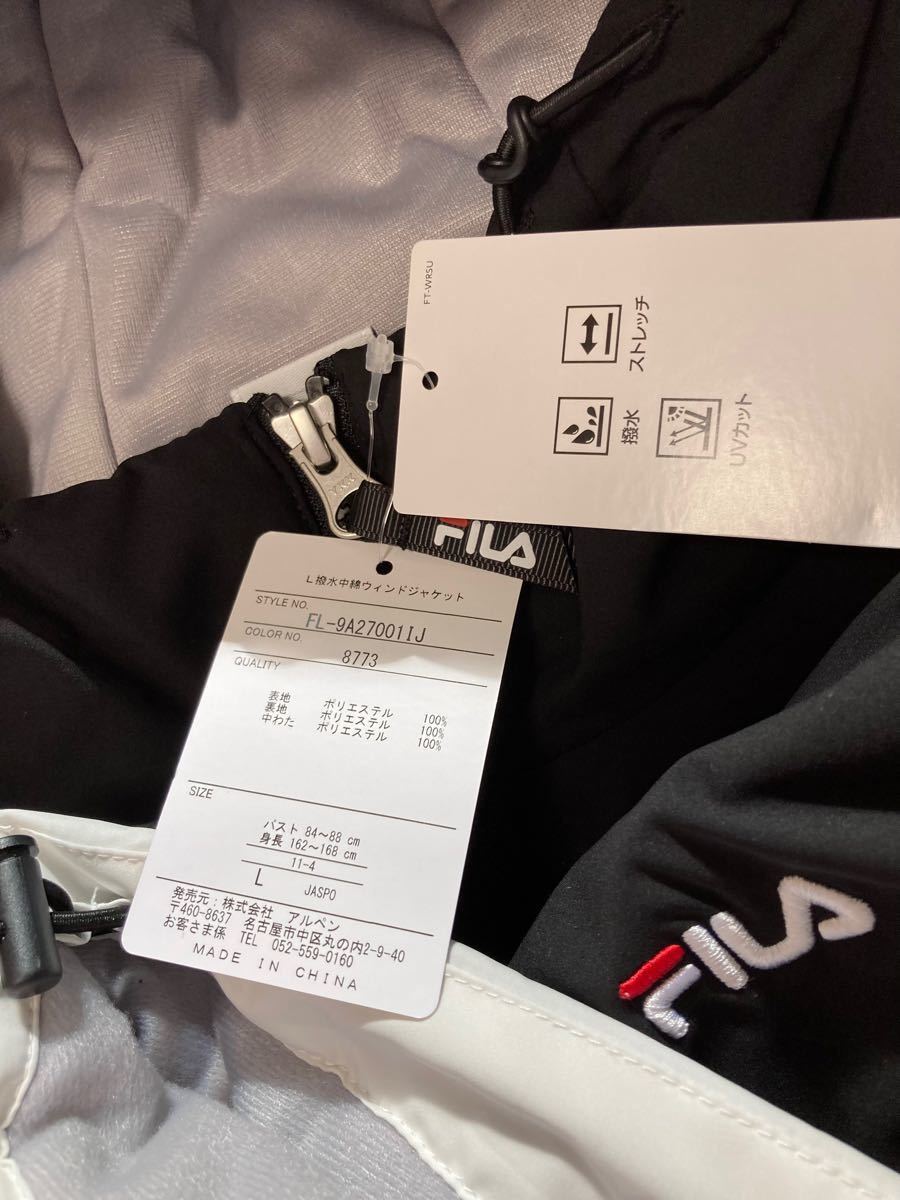 FT-WRSU
ストレッチ
撥水
UVカット
YKK
FILA
L撥水中綿ウィンドジャケット
STYLE NO. FL-9A27001IJ
COLOR NO. 8773
QUALITY
表地 ポリエステル 100%
裏地 ポリエステル 100%
中わた ポリエステル 100%
SIZE
バスト 84～88 cm
身長 162～168 cm
11-4
L JASPO
発売元：株式会社 アルペン
〒460-8637 名古屋市中区丸の内2-9-40
お客さま係 TEL 052-559-0160
MADE IN CHINA
FILA